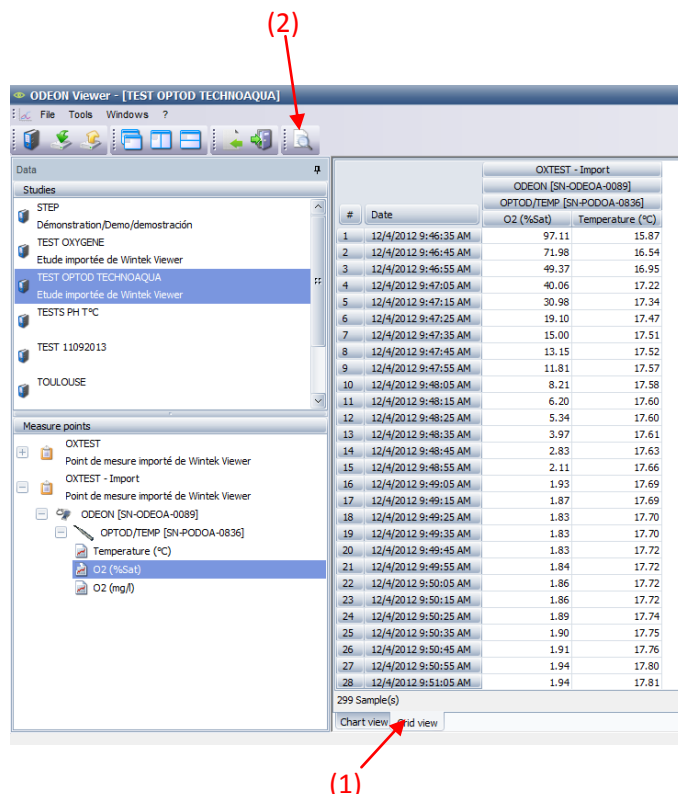 (2)
ODEON Viewer - [TEST OPTOD TECHNOAQUA]
File Tools Windows ?
Data
Studies
STEP
Démonstration/Demo/demostración
TEST OXYGENE
Etude importée de Wintek Viewer
TEST OPTOD TECHNOAQUA
Etude importée de Wintek Viewer
TESTS PH T°C
TEST 11092013
TOULOUSE
Measure points
OXTEST
Point de mesure importé de Wintek Viewer
OXTEST - Import
Point de mesure importé de Wintek Viewer
ODEON [SN-ODEOA-0089]
OPTOD/TEMP [SN-PODOA-0836]
Temperature (°C)
O2 (%Sat)
O2 (mg/l)
OXTEST - Import
ODEON [SN-ODEOA-0089]
OPTOD/TEMP [SN-PODOA-0836]
# Date O2 (%Sat) Temperature (°C)
1 12/4/2012 9:46:35 AM 97.11 15.87
2 12/4/2012 9:46:45 AM 71.98 16.54
3 12/4/2012 9:46:55 AM 49.37 16.95
4 12/4/2012 9:47:05 AM 40.06 17.22
5 12/4/2012 9:47:15 AM 30.98 17.34
6 12/4/2012 9:47:25 AM 19.10 17.47
7 12/4/2012 9:47:35 AM 15.00 17.51
8 12/4/2012 9:47:45 AM 13.15 17.52
9 12/4/2012 9:47:55 AM 11.81 17.57
10 12/4/2012 9:48:05 AM 8.21 17.58
11 12/4/2012 9:48:15 AM 6.20 17.60
12 12/4/2012 9:48:25 AM 5.34 17.60
13 12/4/2012 9:48:35 AM 3.97 17.61
14 12/4/2012 9:48:45 AM 2.83 17.63
15 12/4/2012 9:48:55 AM 2.11 17.66
16 12/4/2012 9:49:05 AM 1.93 17.69
17 12/4/2012 9:49:15 AM 1.87 17.69
18 12/4/2012 9:49:25 AM 1.83 17.70
19 12/4/2012 9:49:35 AM 1.83 17.70
20 12/4/2012 9:49:45 AM 1.83 17.72
21 12/4/2012 9:49:55 AM 1.84 17.72
22 12/4/2012 9:50:05 AM 1.86 17.72
23 12/4/2012 9:50:15 AM 1.86 17.72
24 12/4/2012 9:50:25 AM 1.89 17.74
25 12/4/2012 9:50:35 AM 1.90 17.75
26 12/4/2012 9:50:45 AM 1.91 17.76
27 12/4/2012 9:50:55 AM 1.94 17.80
28 12/4/2012 9:51:05 AM 1.94 17.81
299 Sample(s)
Chart view Grid view
(1)